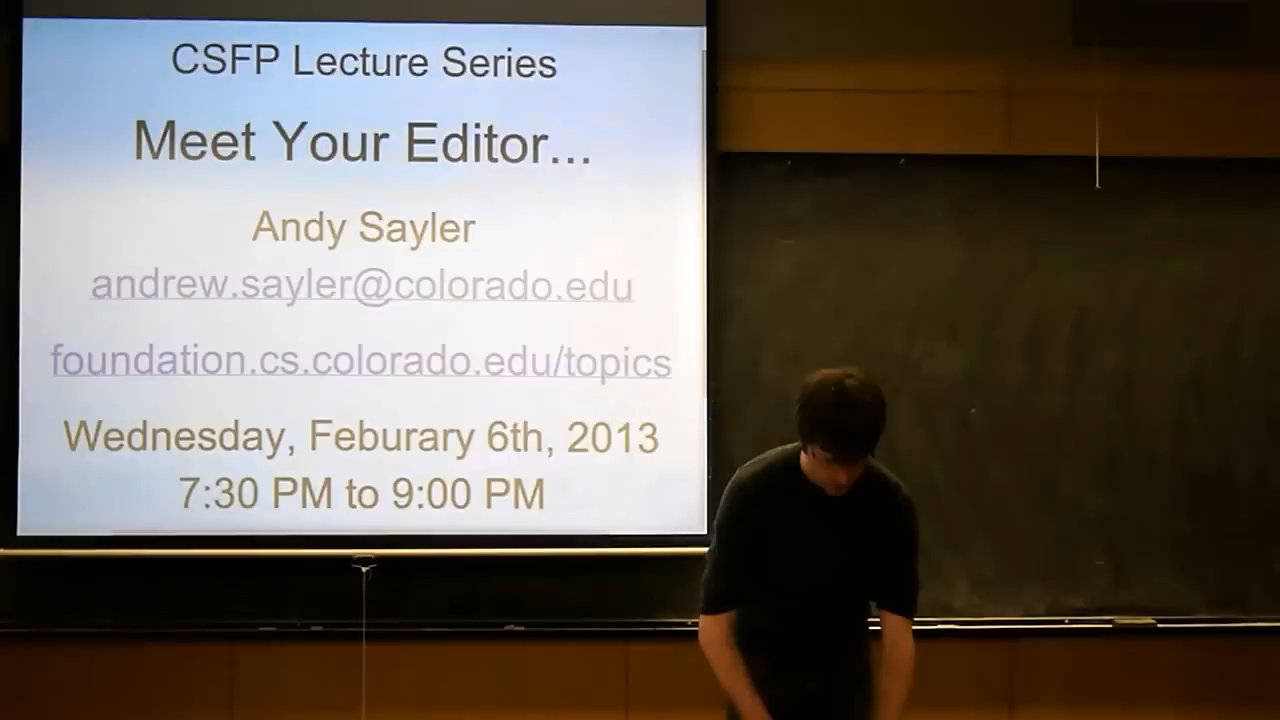 CSFP Lecture Series
Meet Your Editor...
Andy Sayler
andrew.sayler@colorado.edu
foundation.cs.colorado.edu/topics
Wednesday, Feburary 6th, 2013
7:30 PM to 9:00 PM